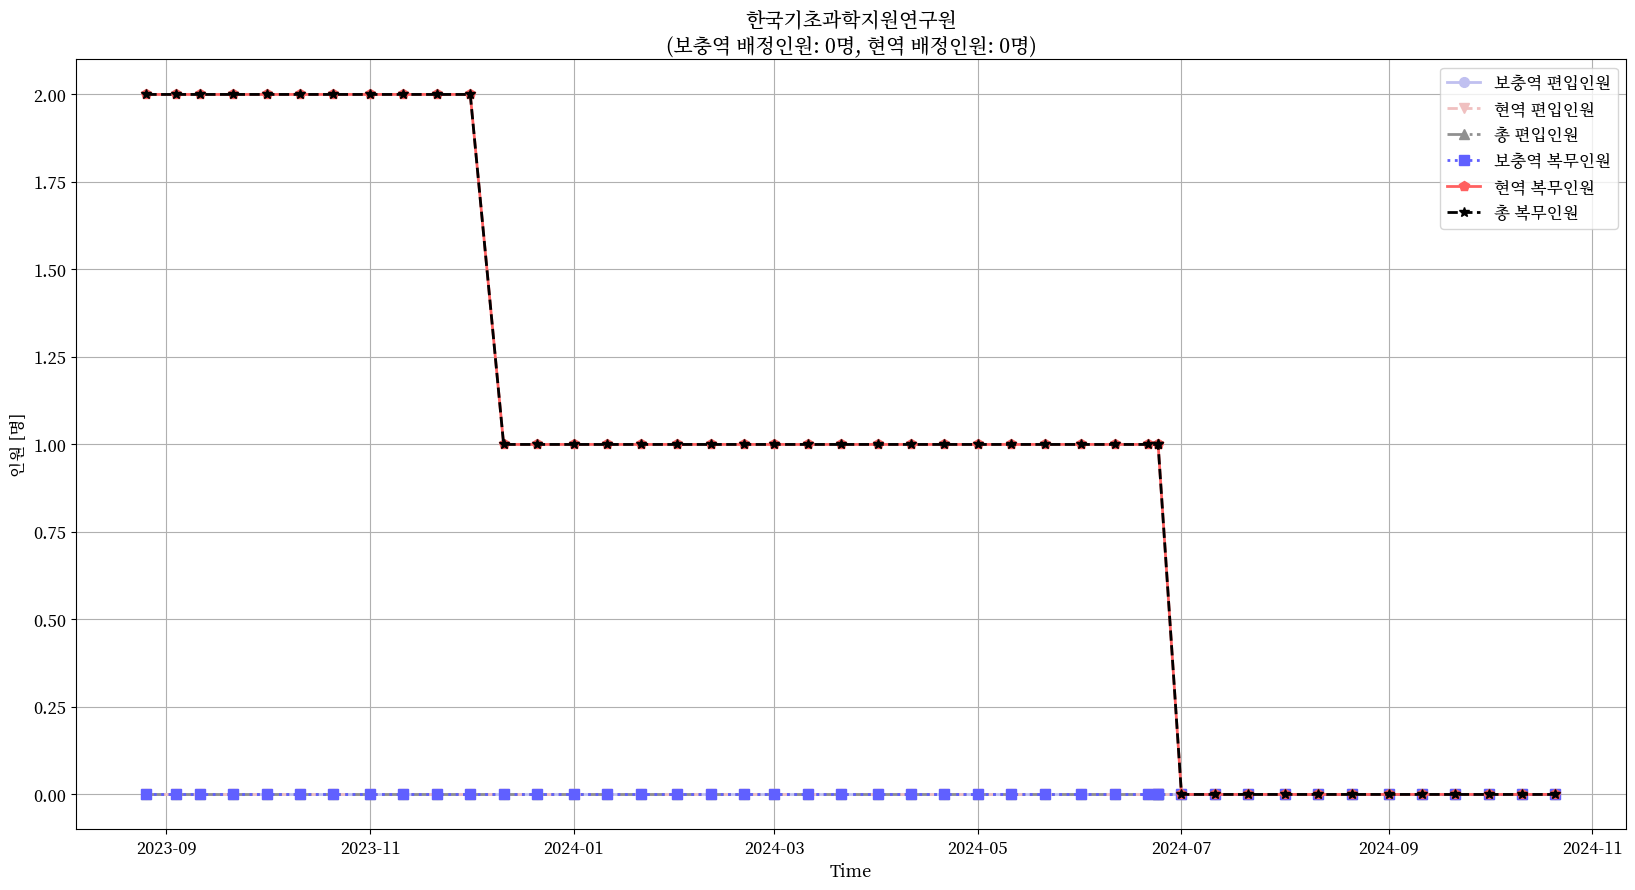 한국기초과학지원연구원
(보충역 배정인원: 0명, 현역 배정인원: 0명)
보충역 편입인원
현역 편입인원
총 편입인원
보충역 복무인원
현역 복무인원
총 복무인원
인원 [명]
2.00
1.75
1.50
1.25
1.00
0.75
0.50
0.25
0.00
2023-09 2023-11 2024-01 2024-03 2024-05 2024-07 2024-09 2024-11
Time